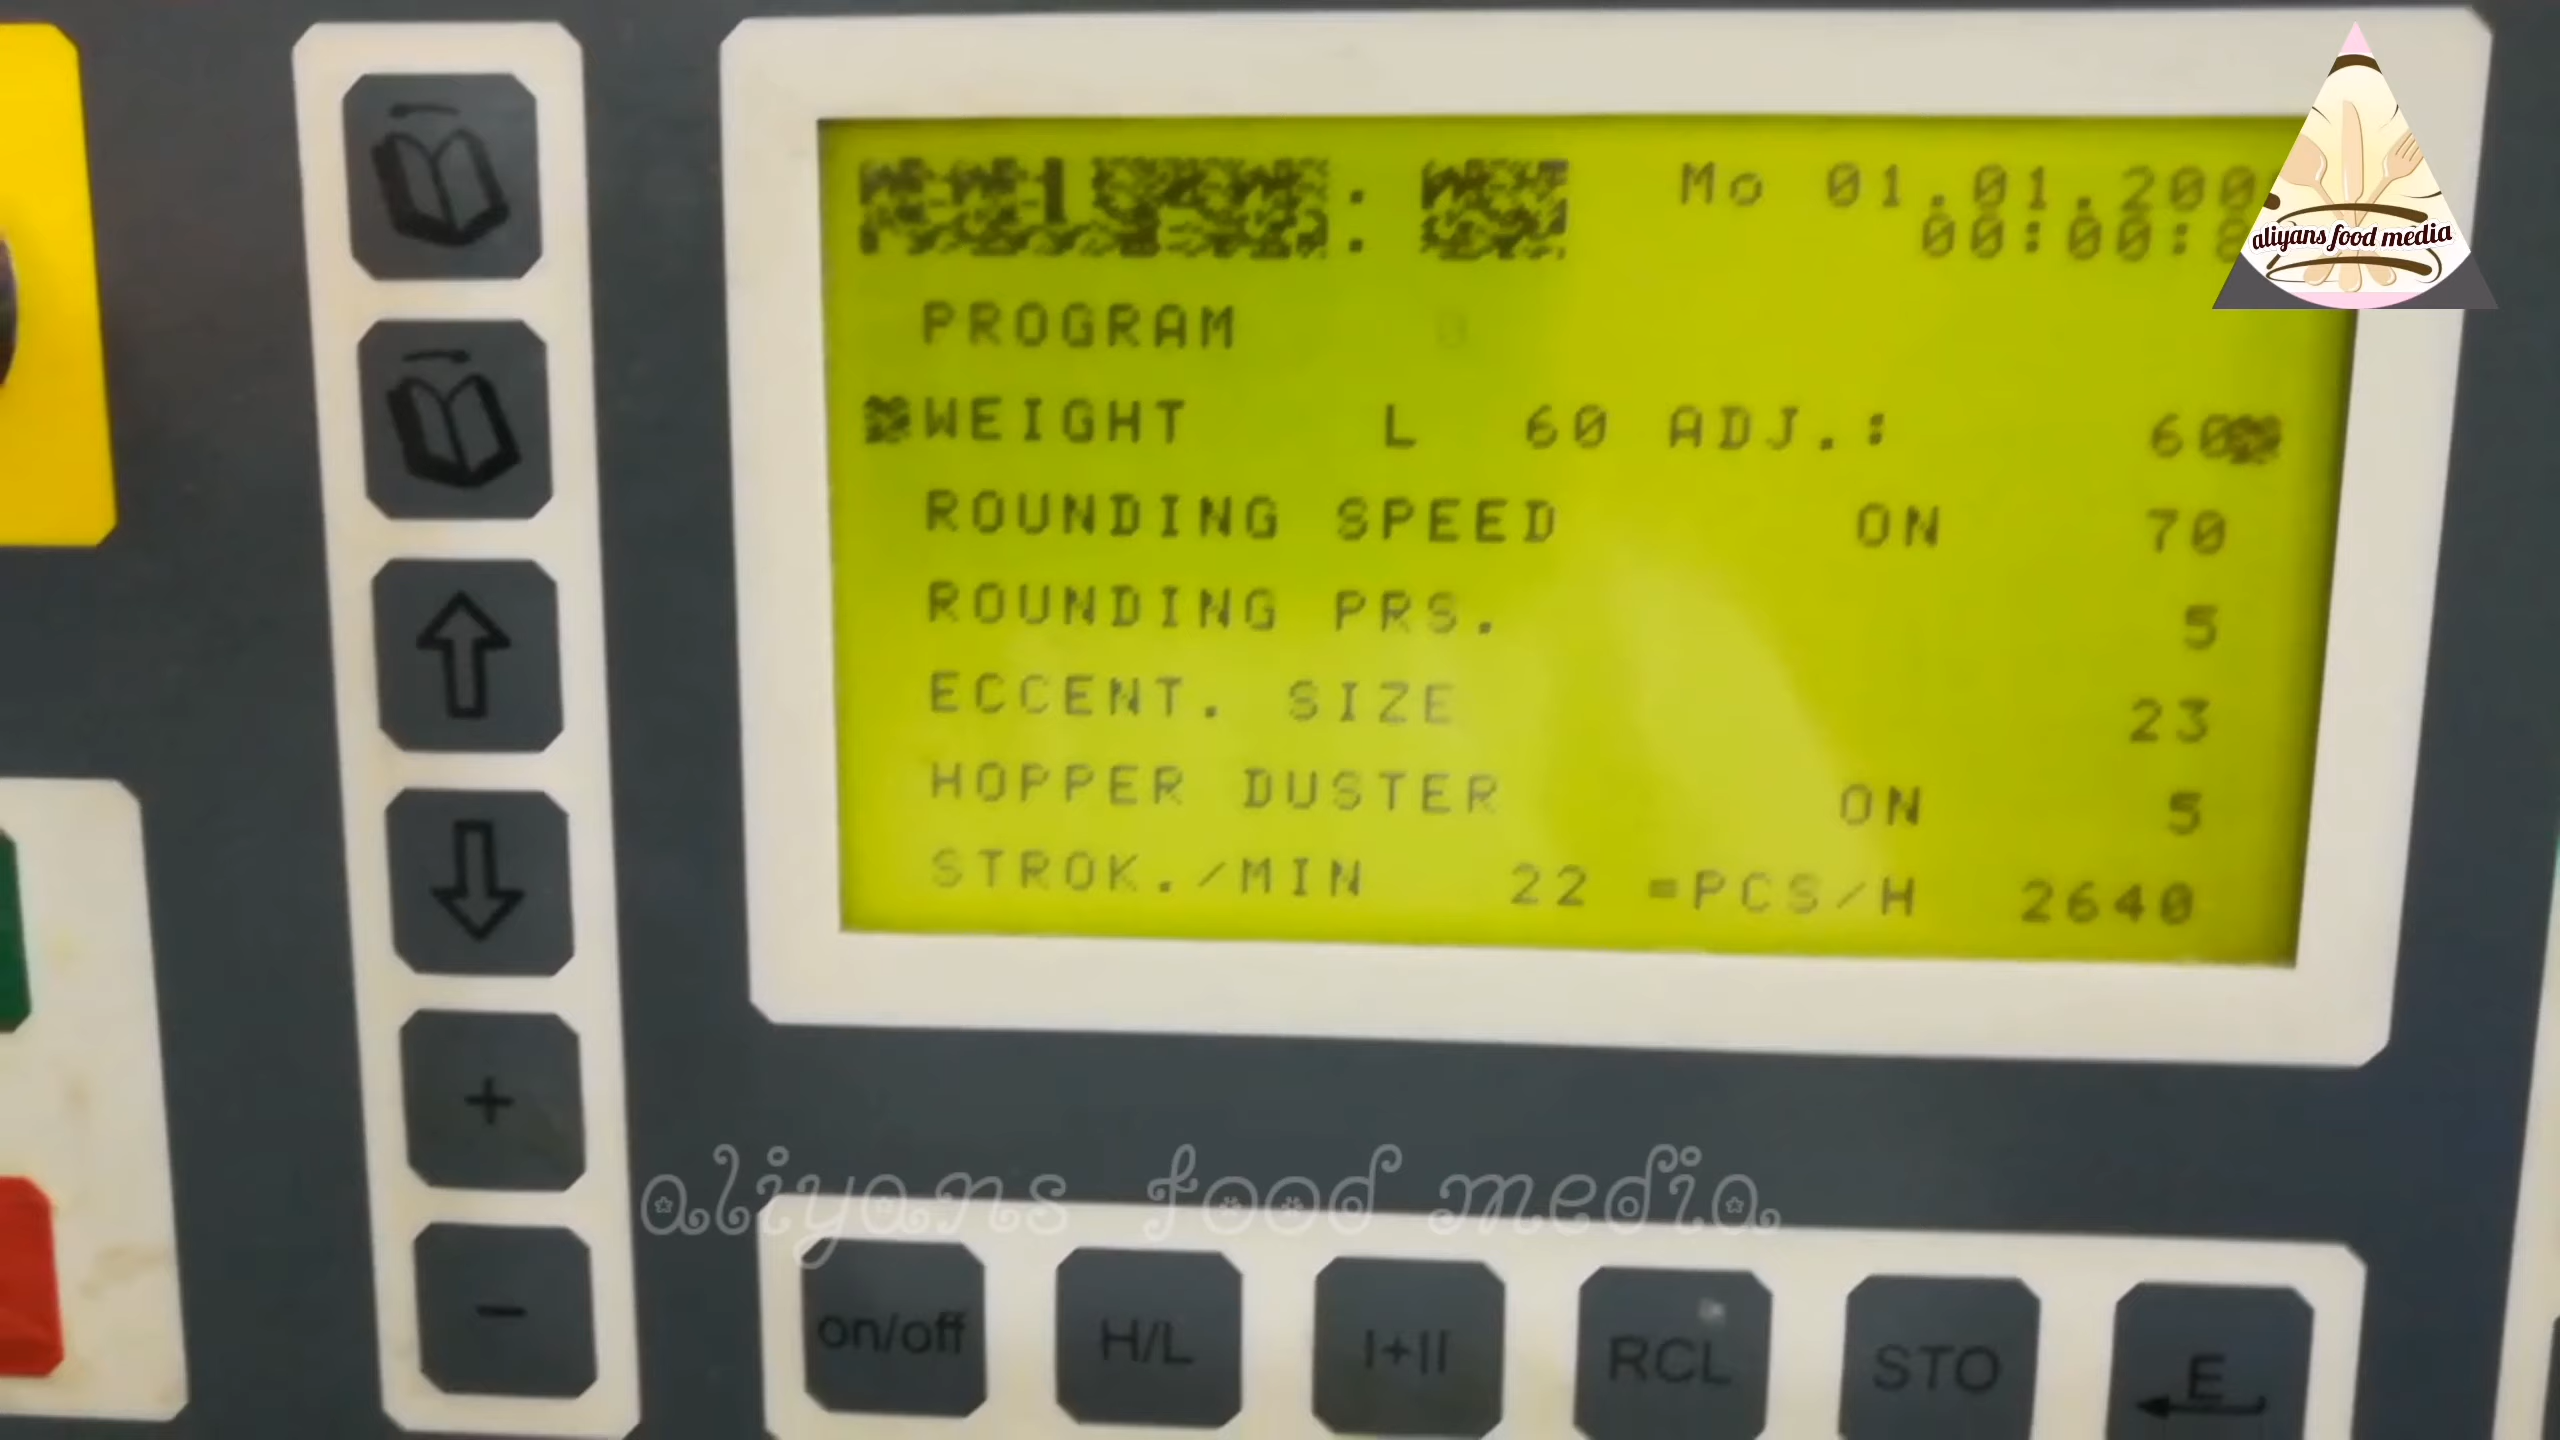 Mo 01.01.200
00:00:
aliyans food media
PROGRAM 0
WEIGHT L 60 ADJ.: 60
ROUNDING SPEED ON 70
ROUNDING PRS. 5
ECCENT. SIZE 23
HOPPER DUSTER ON 5
STROK./MIN 22 =PCS/H 2640
+
-
aliyans food media
on/off H/L I+II RCL STO E